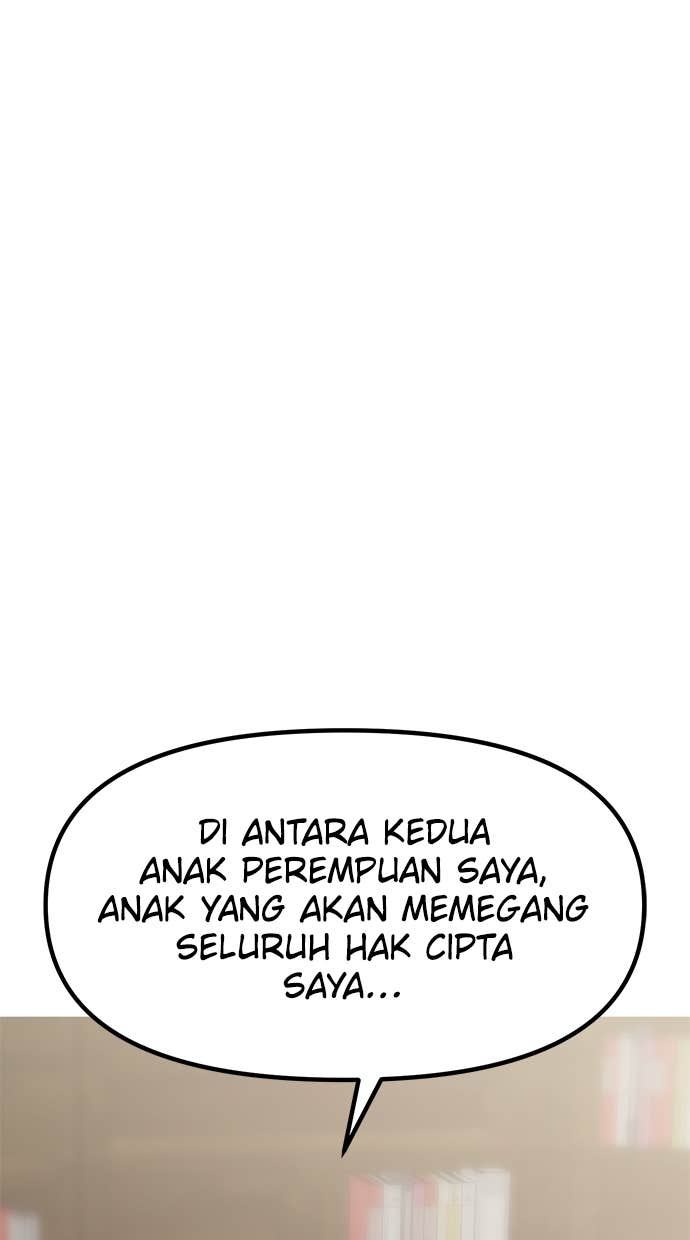 DI ANTARA KEDUA
ANAK PEREMPUAN SAYA,
ANAK YANG AKAN MEMEGANG
SELURUH HAK CIPTA
SAYA...